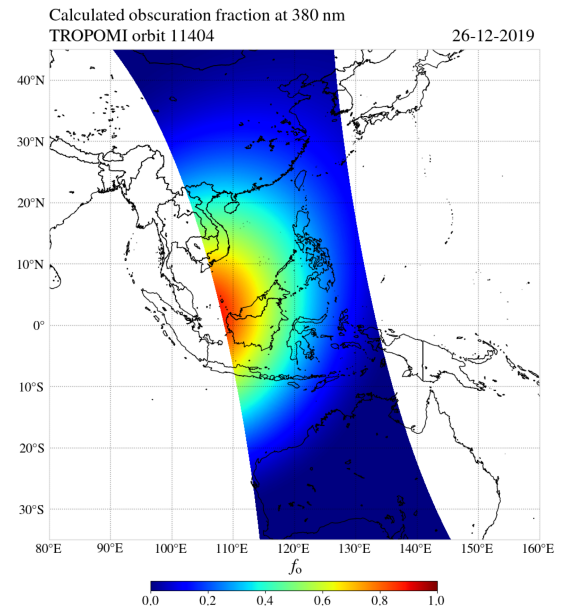 Calculated obscuration fraction at 380 nm
TROPOMI orbit 11404 26-12-2019
40°N
30°N
20°N
10°N
0°
10°S
20°S
30°S
80°E 90°E 100°E 110°E 120°E 130°E 140°E 150°E 160°E
fo
0.0 0.2 0.4 0.6 0.8 1.0